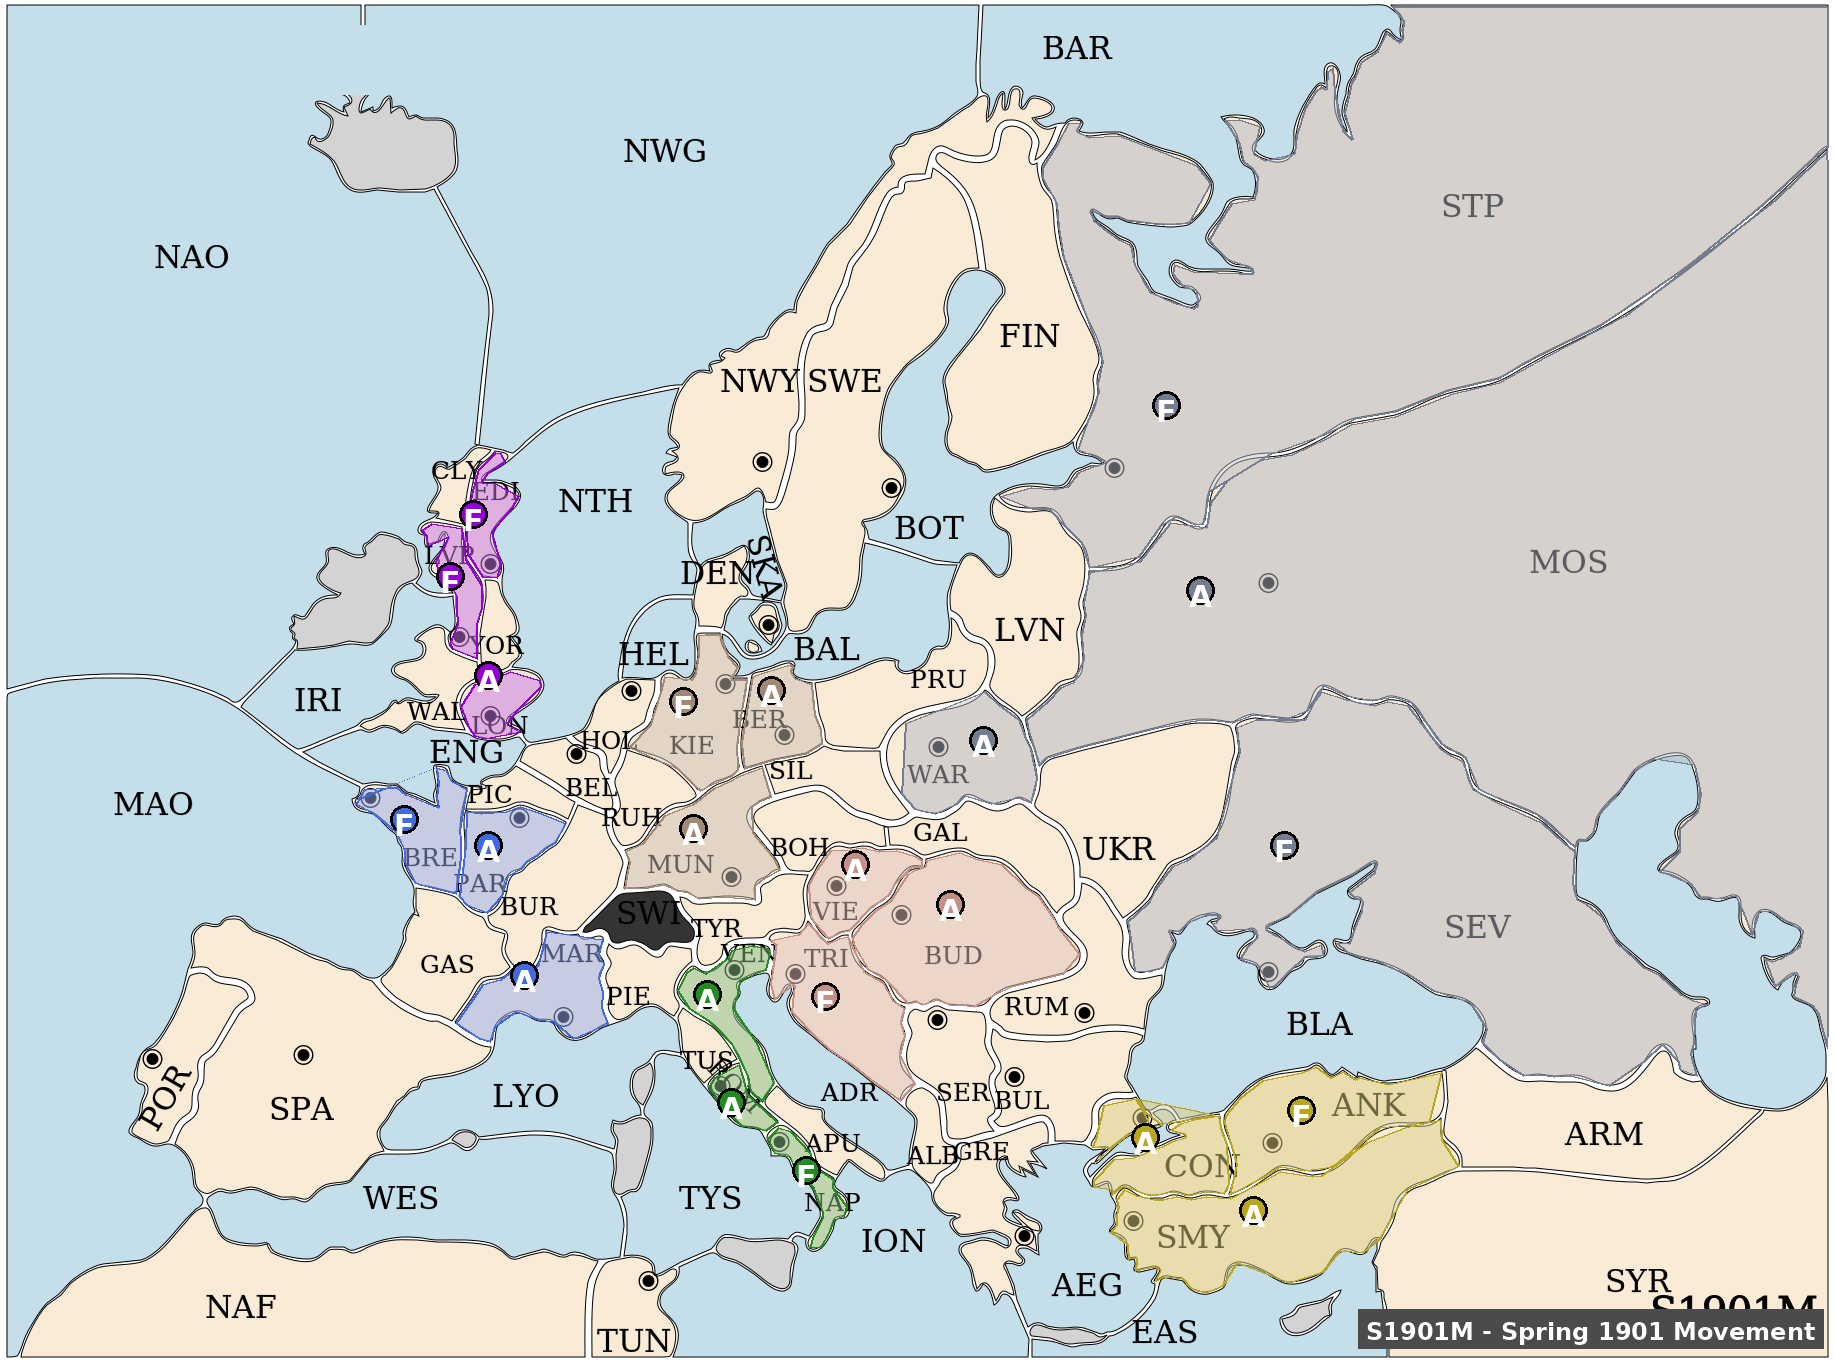 BAR
NWG
STP
NAO
FIN
NWY SWE
CLY
EDI
F
F
NTH
BOT
LVP
F
MOS
DEN
SKA
A
LVN
YOR
HEL
BAL
PRU
IRI
A
F
A
WAL
LON
BER
A
ENG
HOL
KIE
WAR
SIL
BEL
PIC
MAO
F
RUH
A
GAL
UKR
BOH
F
A
MUN
BRE
PAR
A
A
VIE
BUR
SWI
TYR
SEV
MAR
VEN
TRI
BUD
GAS
A
PIE
A
F
RUM
BLA
TUS
LYO
ADR
SER
BUL
POR
SPA
A
F
ANK
APU
A
ARM
ALB
GRE
CON
WES
TYS
F
NAP
A
ION
SMY
AEG
SYR
NAF
S1901M
TUN
EAS
S1901M - Spring 1901 Movement